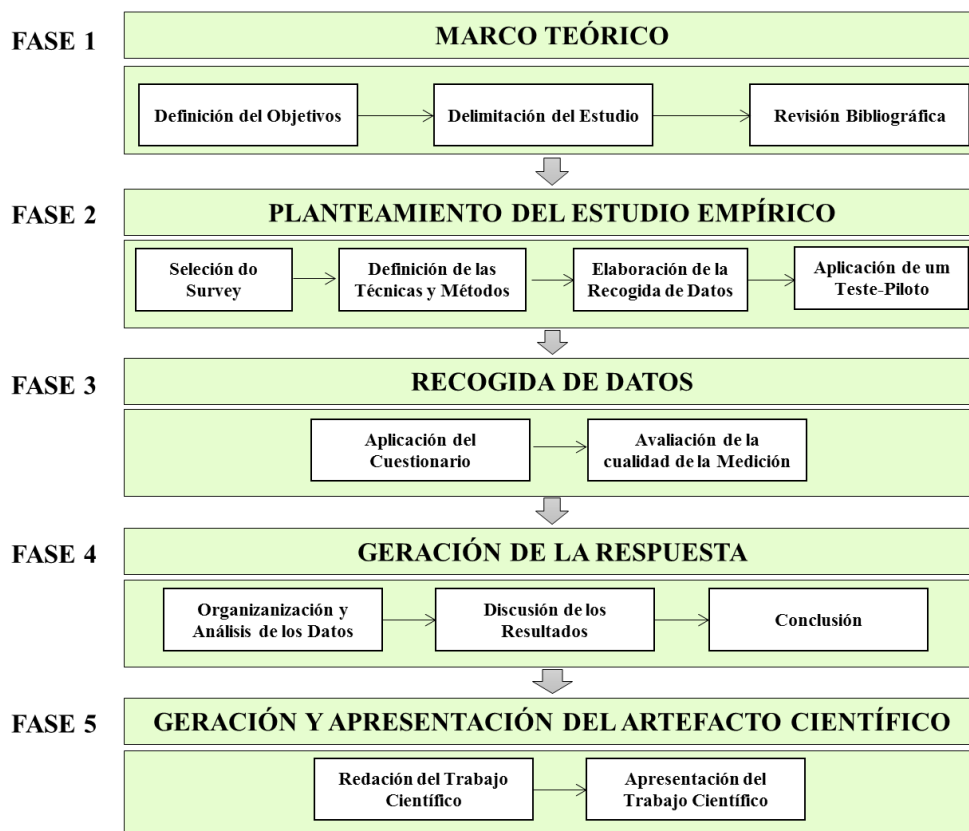 FASE 1
MARCO TEÓRICO
Definición del Objetivos
Delimitación del Estudio
Revisión Bibliográfica
FASE 2
PLANTEAMIENTO DEL ESTUDIO EMPÍRICO
Seleción do
Survey
Definición de las
Técnicas y Métodos
Elaboración de la
Recogida de Datos
Aplicación de um
Teste-Piloto
FASE 3
RECOGIDA DE DATOS
Aplicación del
Cuestionario
Avaliación de la
cualidad de la Medición
FASE 4
GERACIÓN DE LA RESPUESTA
Organizanización y
Análisis de los Datos
Discusión de los
Resultados
Conclusión
FASE 5
GERACIÓN Y APRESENTACIÓN DEL ARTEFACTO CIENTÍFICO
Redación del Trabajo
Científico
Apresentación del
Trabajo Científico